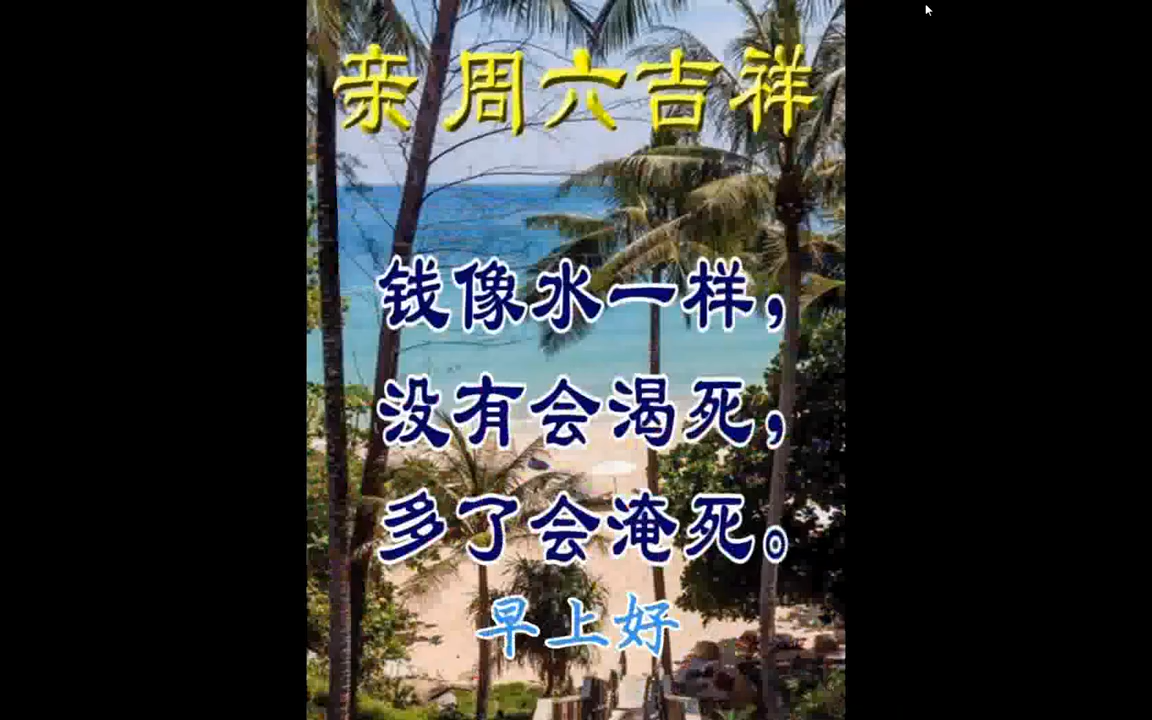 亲 周六吉祥
钱像水一样，
没有会渴死，
多了会淹死。
早上好